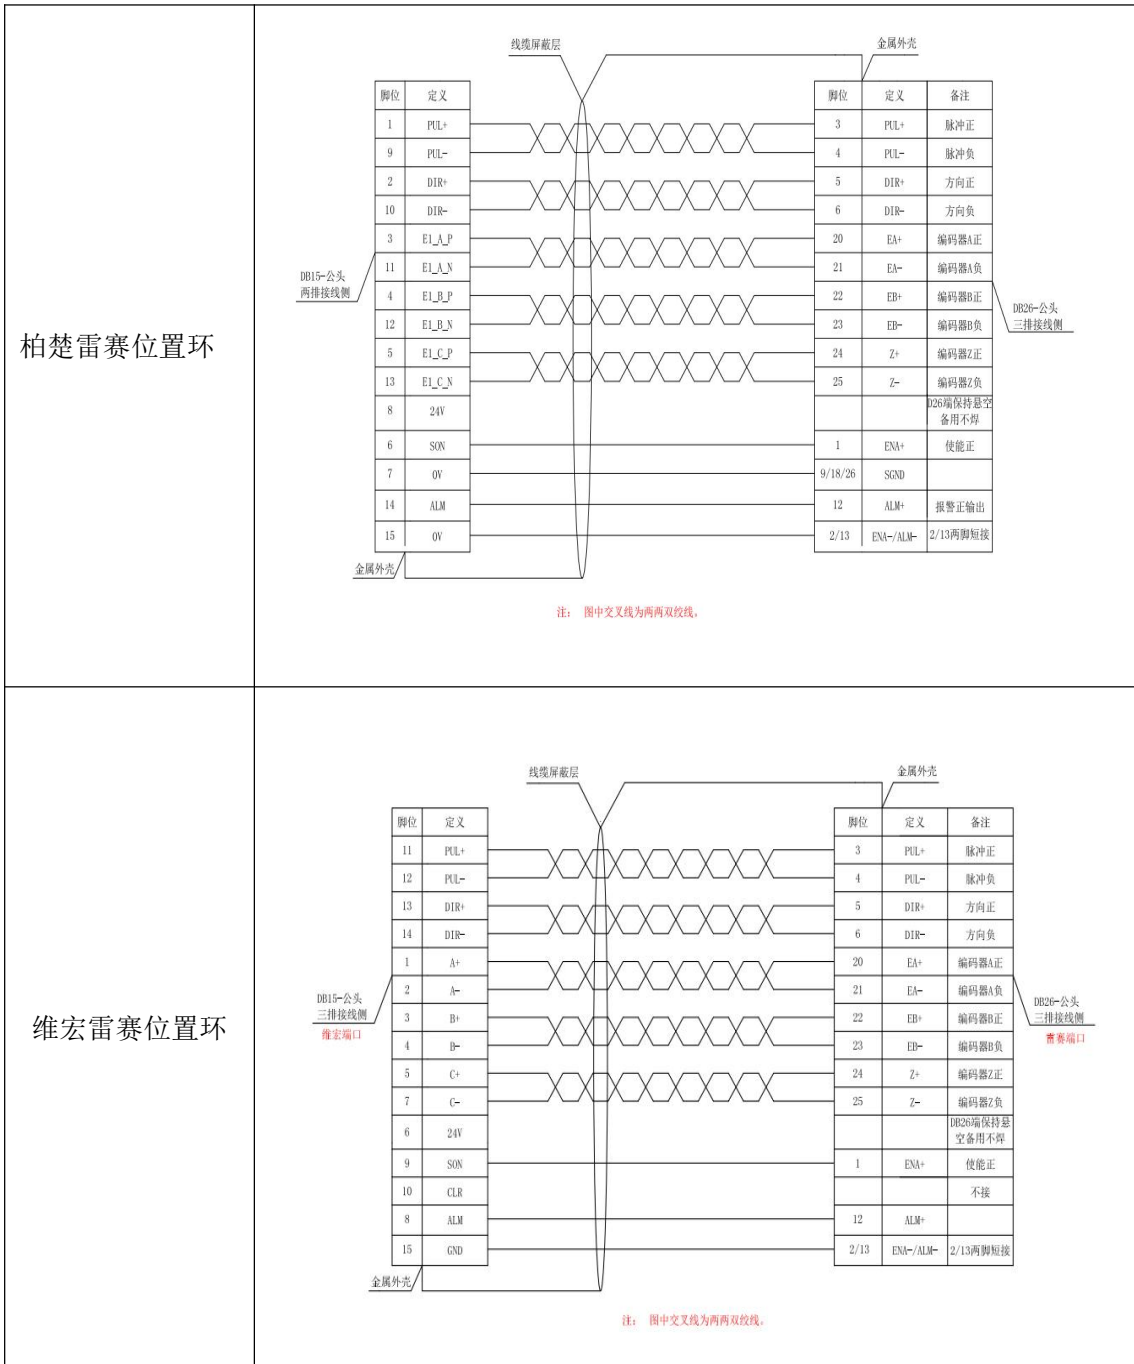 柏楚雷赛位置环
线缆屏蔽层
金属外壳
脚位 定义 脚位 定义 备注
1 PUL+ 3 PUL+ 脉冲正
9 PUL- 4 PUL- 脉冲负
2 DIR+ 5 DIR+ 方向正
10 DIR- 6 DIR- 方向负
3 E1_A_P 20 EA+ 编码器A正
11 E1_A_N 21 EA- 编码器A负
4 E1_B_P 22 EB+ 编码器B正
12 E1_B_N 23 EB- 编码器B负
5 E1_C_P 24 Z+ 编码器Z正
13 E1_C_N 25 Z- 编码器Z负
8 24V D26端保持悬空
备用不焊
6 SON 1 ENA+ 使能正
7 0V 9/18/26 SGND
14 ALM 12 ALM+ 报警正输出
15 0V 2/13 ENA-/ALM- 2/13两脚短接
DB15-公头
两排接线侧
DB26-公头
三排接线侧
金属外壳
注: 图中交叉线为两两双绞线。
维宏雷赛位置环
线缆屏蔽层
金属外壳
脚位 定义 脚位 定义 备注
11 PUL+ 3 PUL+ 脉冲正
12 PUL- 4 PUL- 脉冲负
13 DIR+ 5 DIR+ 方向正
14 DIR- 6 DIR- 方向负
1 A+ 20 EA+ 编码器A正
2 A- 21 EA- 编码器A负
3 B+ 22 EB+ 编码器B正
4 B- 23 EB- 编码器B负
5 C+ 24 Z+ 编码器Z正
7 C- 25 Z- 编码器Z负
6 24V DB26端保持悬
空备用不焊
9 SON 1 ENA+ 使能正
10 CLR 不接
8 ALM 12 ALM+
15 GND 2/13 ENA-/ALM- 2/13两脚短接
DB15-公头
三排接线侧
维宏端口
DB26-公头
三排接线侧
雷赛端口
金属外壳
注: 图中交叉线为两两双绞线。